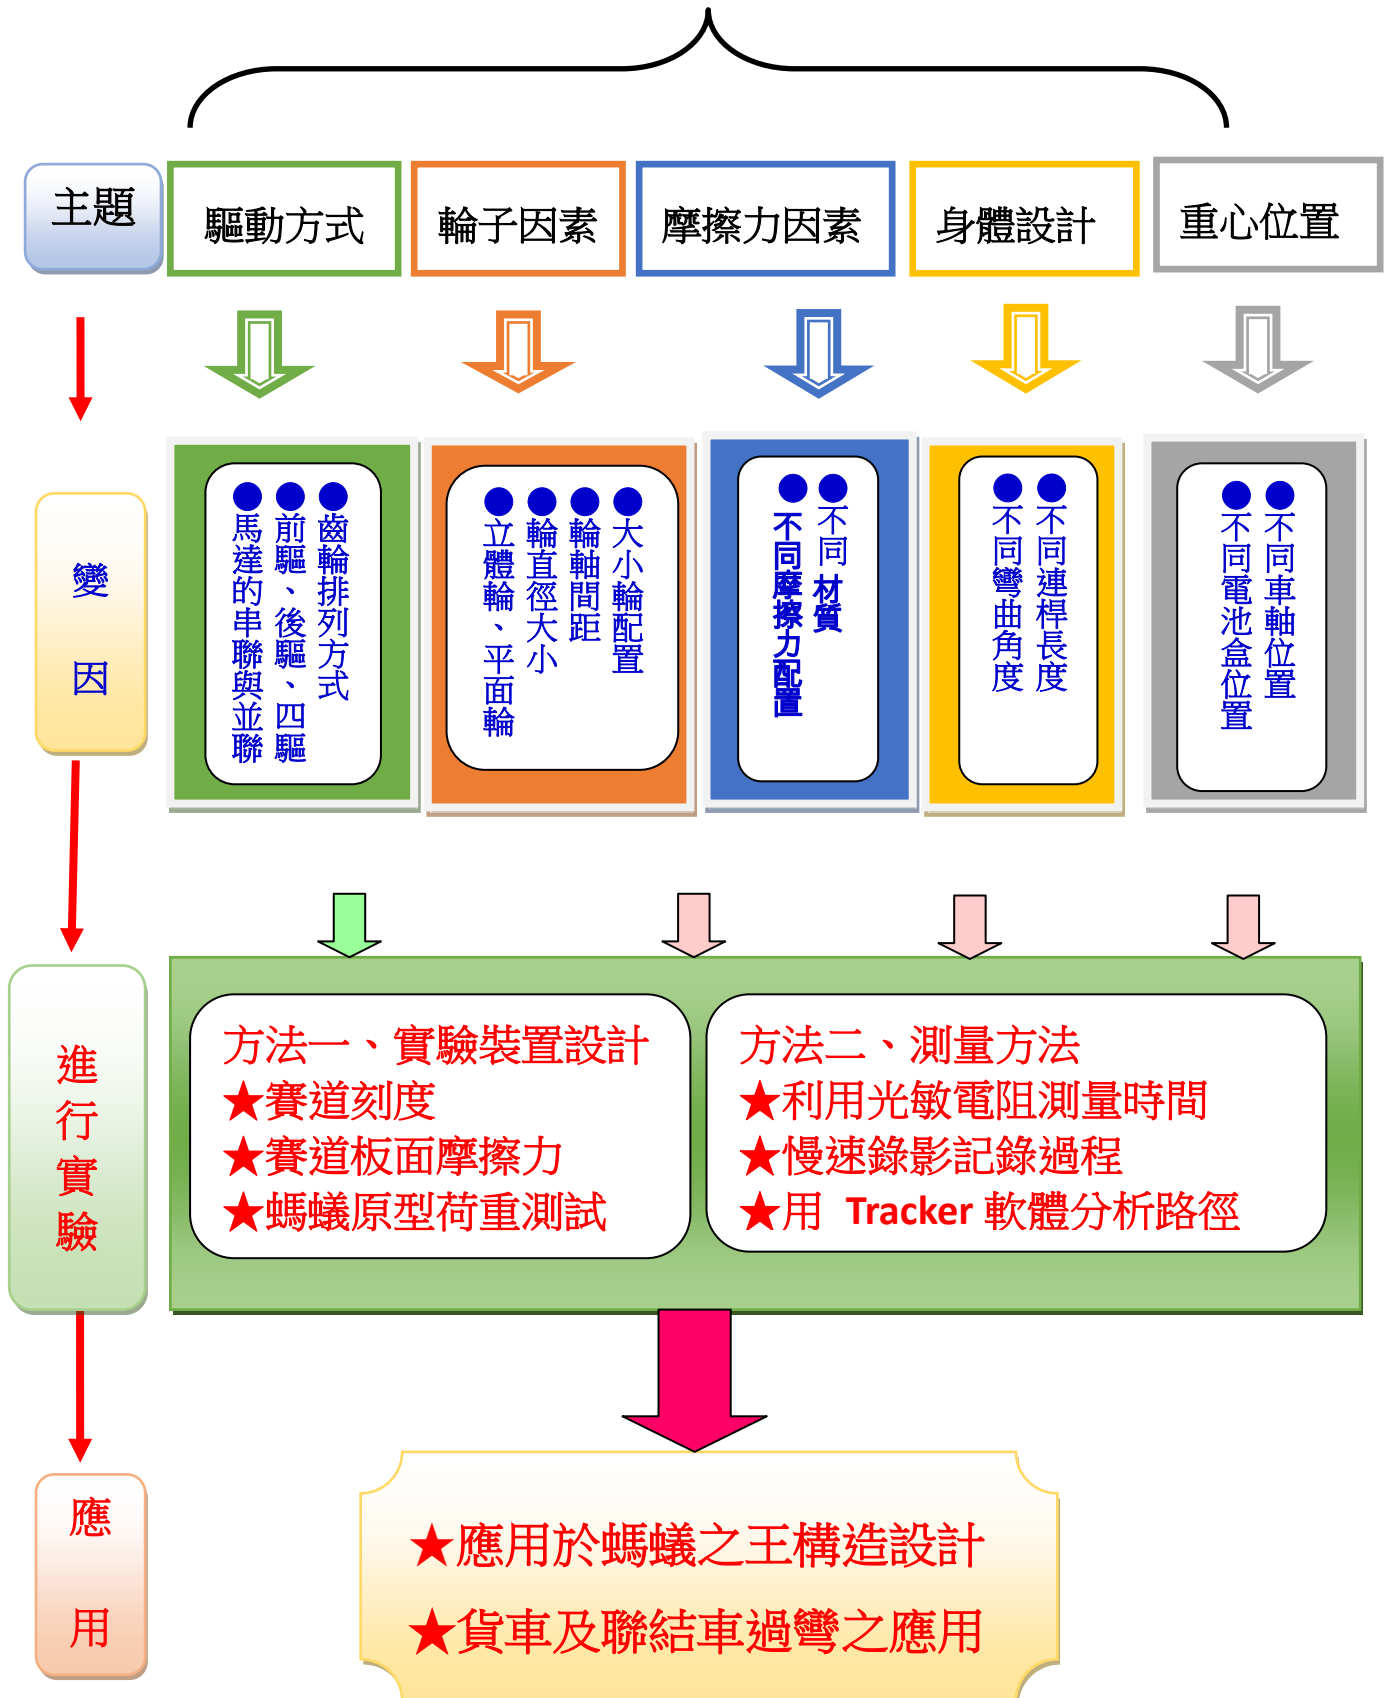 主題
驅動方式
輪子因素
摩擦力因素
身體設計
重心位置
變
因
●齒輪排列方式
●前驅、後驅、四驅
●馬達的串聯與並聯
●大小輪配置
●輪軸間距
●輪直徑大小
●立體輪、平面輪
●不同 材質
●不同摩擦力配置
●不同連桿長度
●不同彎曲角度
●不同車軸位置
●不同電池盒位置
進
行
實
驗
方法一、實驗裝置設計
★賽道刻度
★賽道板面摩擦力
★螞蟻原型荷重測試
方法二、測量方法
★利用光敏電阻測量時間
★慢速錄影記錄過程
★用 Tracker 軟體分析路徑
應
用
★應用於螞蟻之王構造設計
★貨車及聯結車過彎之應用